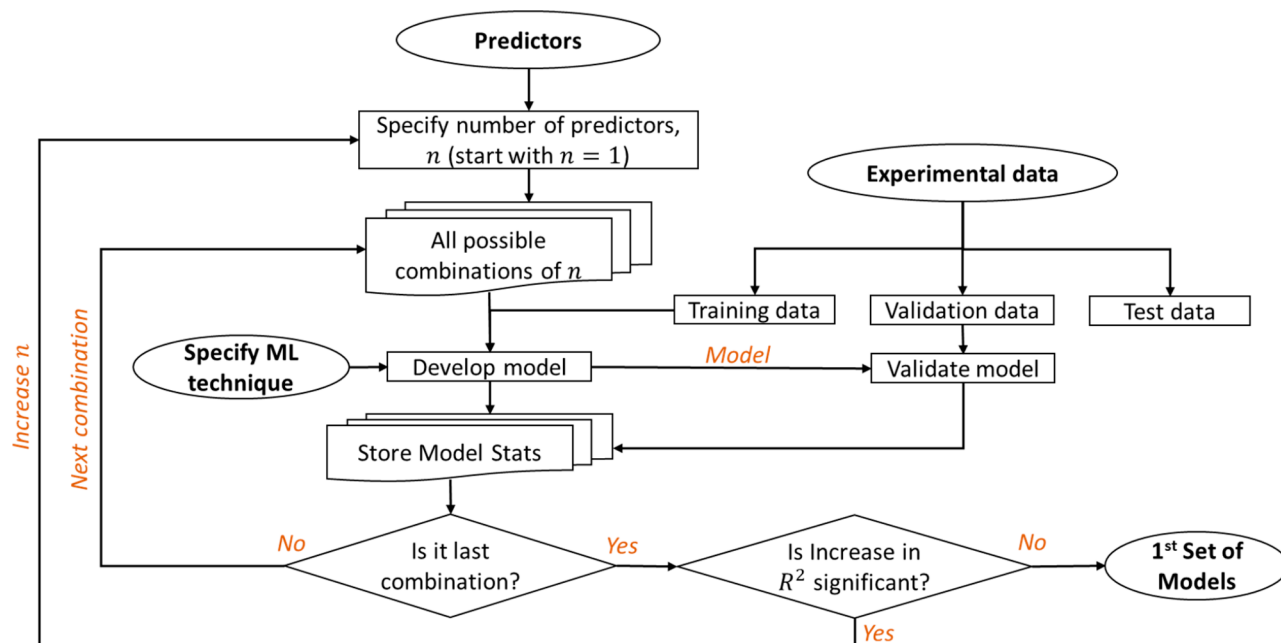 Predictors
Specify number of predictors,
n (start with n = 1)
Experimental data
All possible
combinations of n
Training data
Validation data
Test data
Specify ML
technique
Develop model
Model
Validate model
Increase n
Next combination
Store Model Stats
No
Is it last
combination?
Yes
Is Increase in
R² significant?
No
1st Set of
Models
Yes